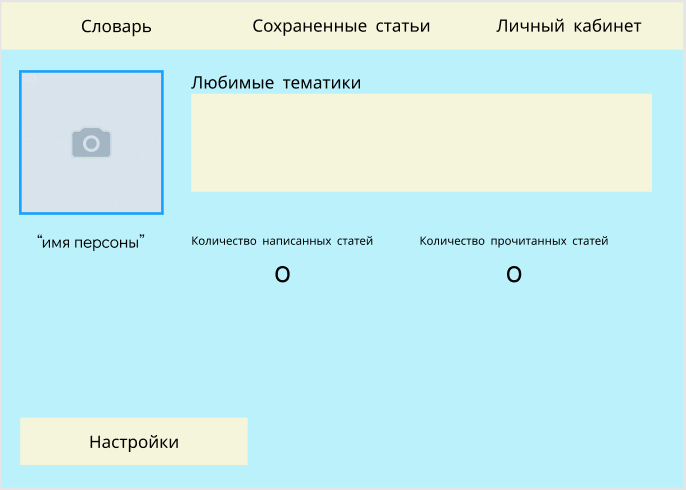 Словарь Сохраненные статьи Личный кабинет
Любимые тематики
“имя персоны”
Количество написанных статей Количество прочитанных статей
0 0
Настройки